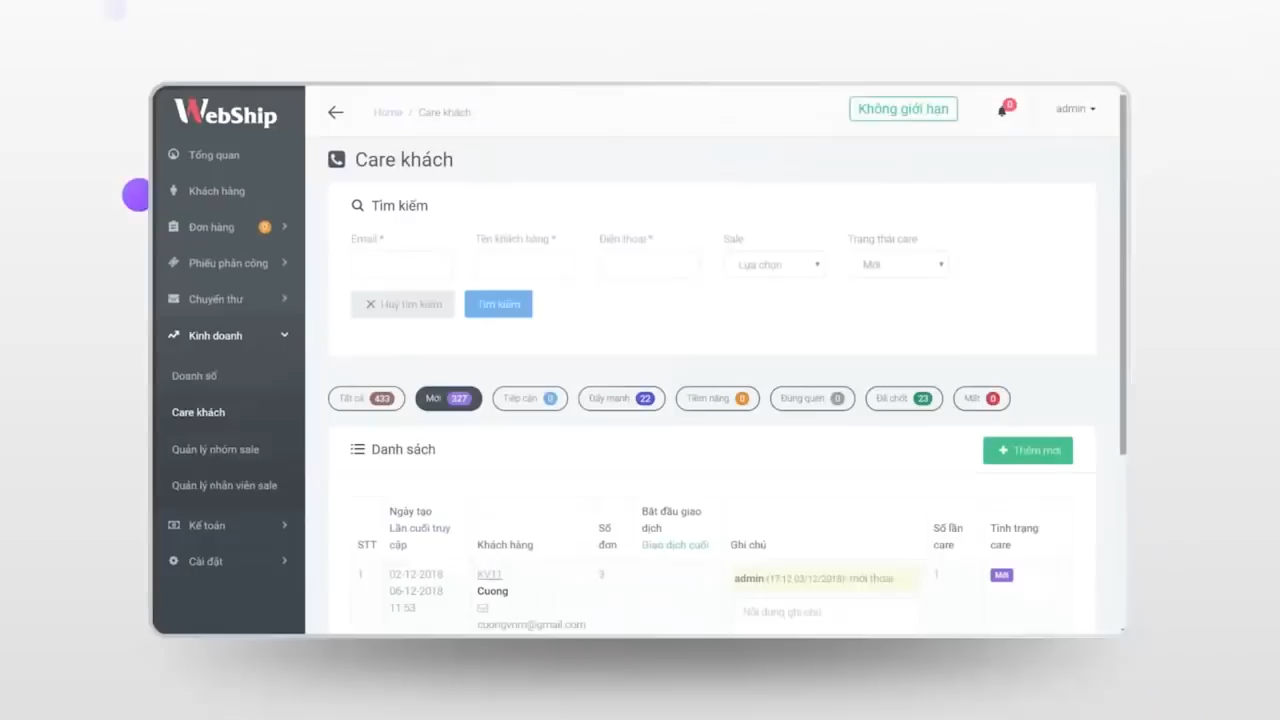 WebShip
Tổng quan
Khách hàng
Đơn hàng 0
Phiếu phân công
Chuyển thư
Kinh doanh
Doanh số
Care khách
Quản lý nhóm sale
Quản lý nhân viên sale
Kế toán
Cài đặt
Home / Care khách
Không giới hạn
0
admin
Care khách
Tìm kiếm
Email * Tên khách hàng * Điện thoại * Sale Trạng thái care
Lựa chọn Mới
Huỷ tìm kiếm Tìm kiếm
Tất cả 433 Mới 327 Tiếp cận 0 Đẩy mạnh 22 Tiềm năng 0 Đúng quen 0 Đã chốt 23 Mất 0
Danh sách
Thêm mới
STT
Ngày tạo
Lần cuối truy
cập
Khách hàng
Số
đơn
Bắt đầu giao
dịch
Giao dịch cuối
Ghi chú
Số lần
care
Tình trạng
care
1
02-12-2018
06-12-2018
11:53
KV11
Cuong
cuongvnm@gmail.com
3
admin (17:12 03/12/2018): mới thoại
Nội dung ghi chú
1
Mới